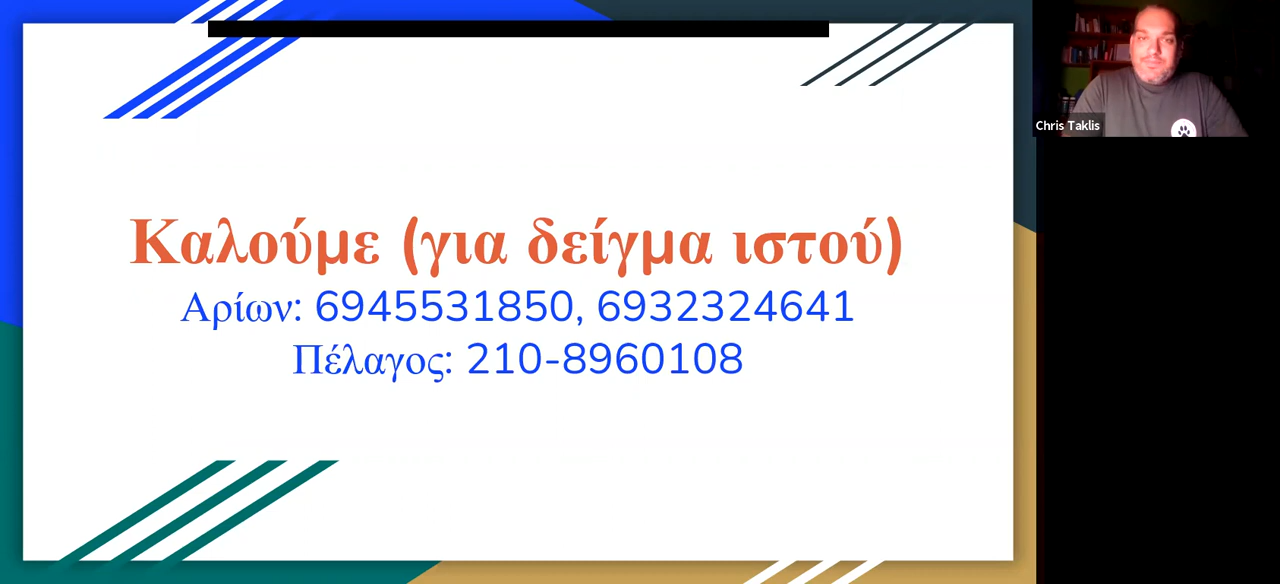 Καλούμε (για δείγμα ιστού)
Αρίων: 6945531850, 6932324641
Πέλαγος: 210-8960108
Chris Taklis